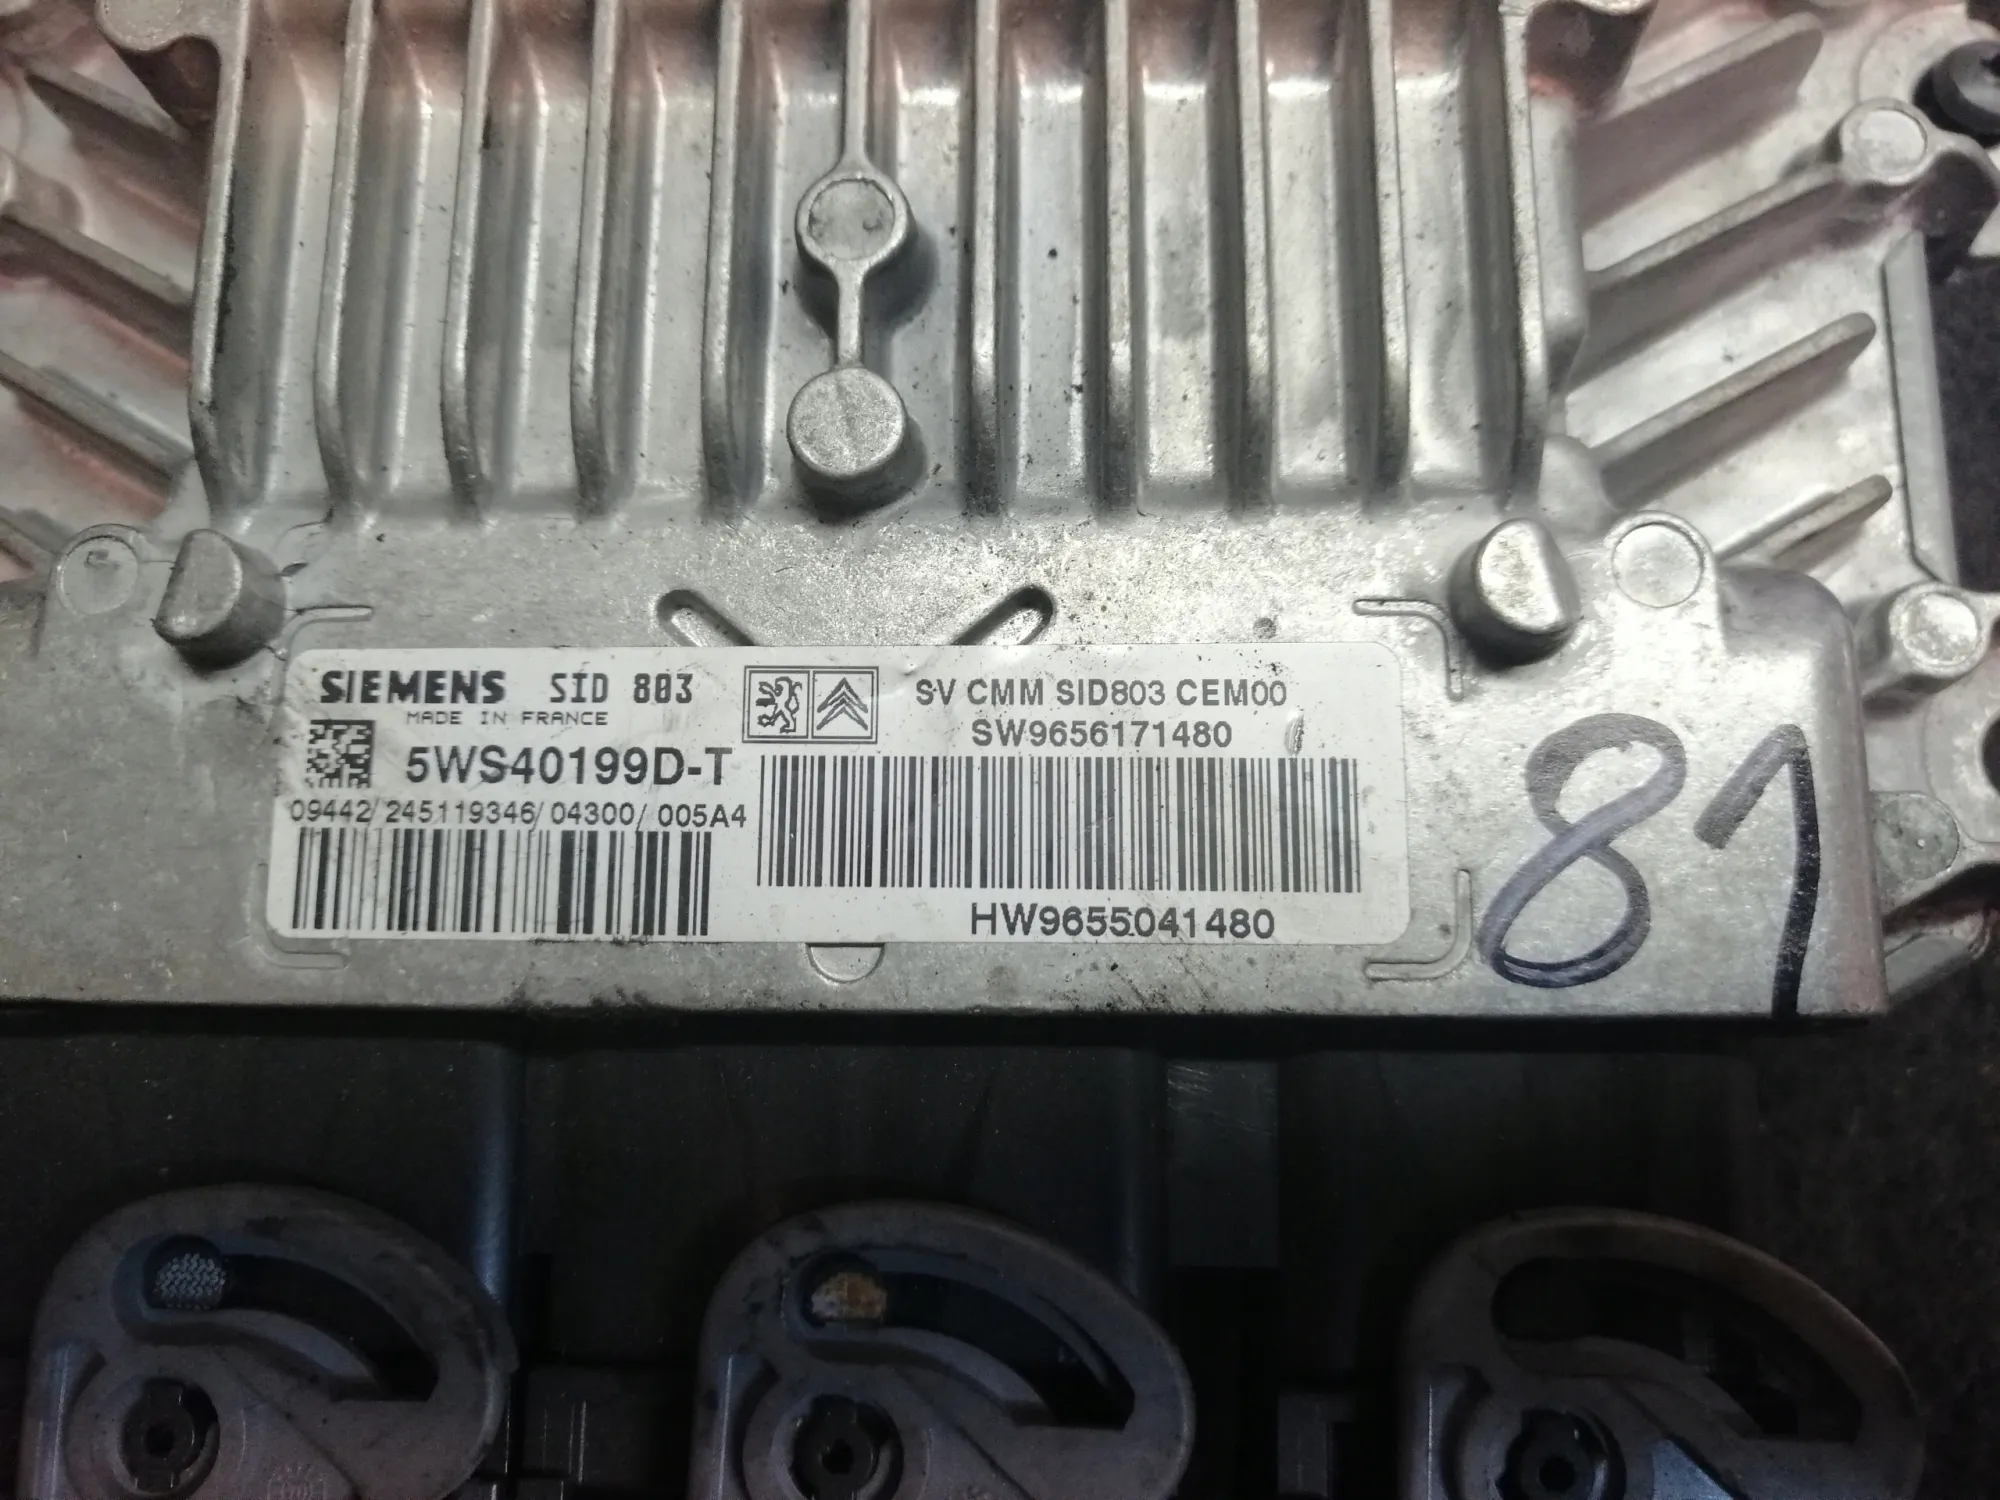 SIEMENS SID 803
MADE IN FRANCE
5WS40199D-T
09442/245119346/04300/005A4
SV CMM SID803 CEM00
SW9656171480
HW9655041480
81